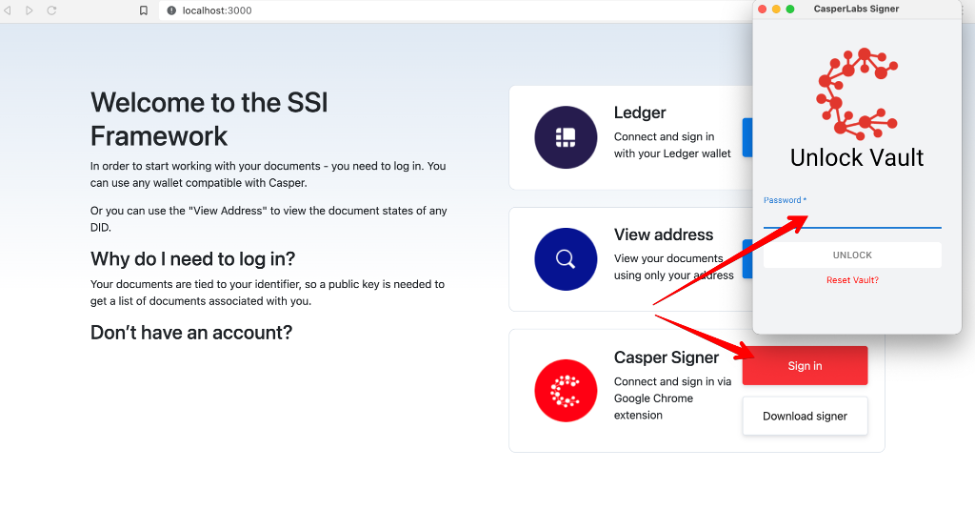 localhost:3000
Welcome to the SSI
Framework
In order to start working with your documents - you need to log in. You
can use any wallet compatible with Casper.
Or you can use the "View Address" to view the document states of any
DID.
Why do I need to log in?
Your documents are tied to your identifier, so a public key is needed to
get a list of documents associated with you.
Don’t have an account?
Ledger
Connect and sign in
with your Ledger wallet
View address
View your documents
using only your address
Casper Signer
Connect and sign in via
Google Chrome
extension
Sign in
Download signer
CasperLabs Signer
Unlock Vault
Password *
UNLOCK
Reset Vault?